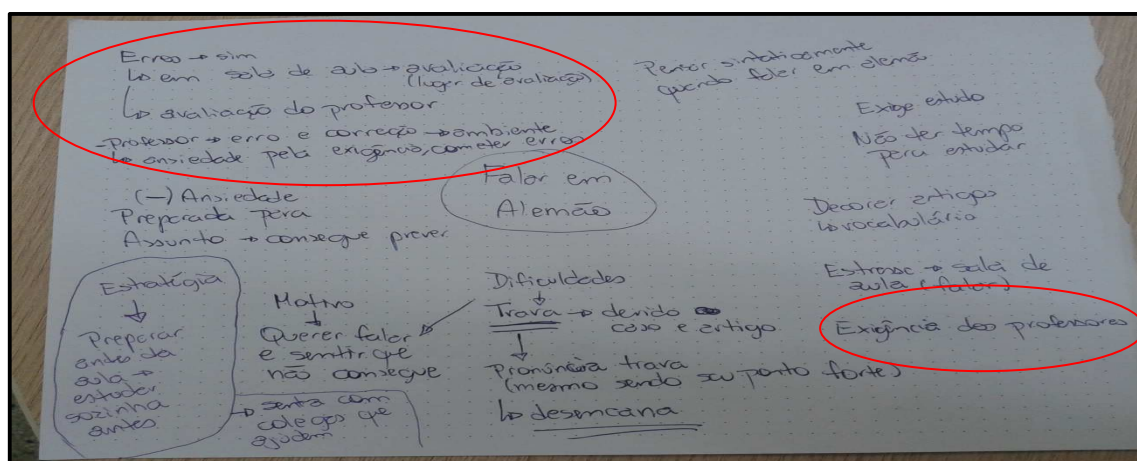 Erros → sim
↳ em sala de aula → avaliação
(lugar de avaliação)
↳ avaliação do professor
- Professor → erro e correção → ambiente
↳ ansiedade pela exigência, cometer erros
(-) Ansiedade
Preparada para
Assunto → consegue prever
Falar em
Alemão
Pensar sintaticamente
quando falar em alemão
Exige estudo
Não ter tempo
para estudar
Decorar artigos
↳ vocabulário
Estresse → sala de
aula (falar)
Exigência dos professores
Estratégia
↓
Preparar
antes da
aula →
estudar
sozinha
antes
Motivo
↓
Querer falar
e sentir que
não consegue
→ senta com
colegas que
ajudem
Dificuldades
↓
Trava → devido
caso e artigo
↓
Pronúncia trava
(mesmo sendo seu ponto forte)
↳ desencana